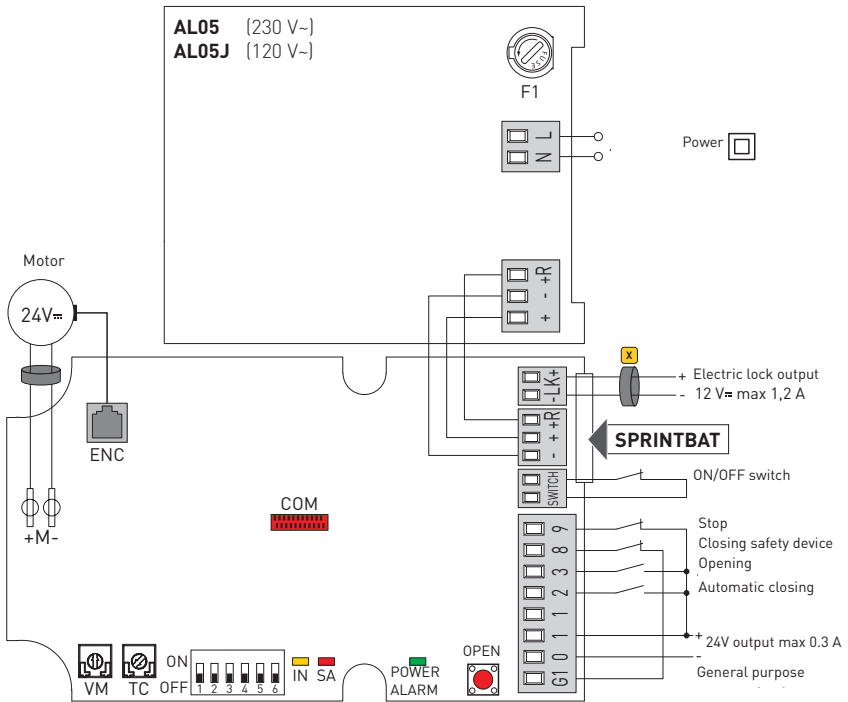 AL05 (230 V~)
AL05J (120 V~)
FUSE
F1
L
N
Power
+R
-
+
Motor
24V⎓
ENC
+M-
COM
-LK+
+ Electric lock output
- 12 V⎓ max 1,2 A
X
+R
+
-
SPRINTBAT
SWITCH
ON/OFF switch
9
8
3
2
1
1
0
G1
Stop
Closing safety device
Opening
Automatic closing
+ 24V output max 0.3 A
-
General purpose
VM
TC
ON
OFF
1 2 3 4 5 6
IN
SA
POWER
ALARM
OPEN